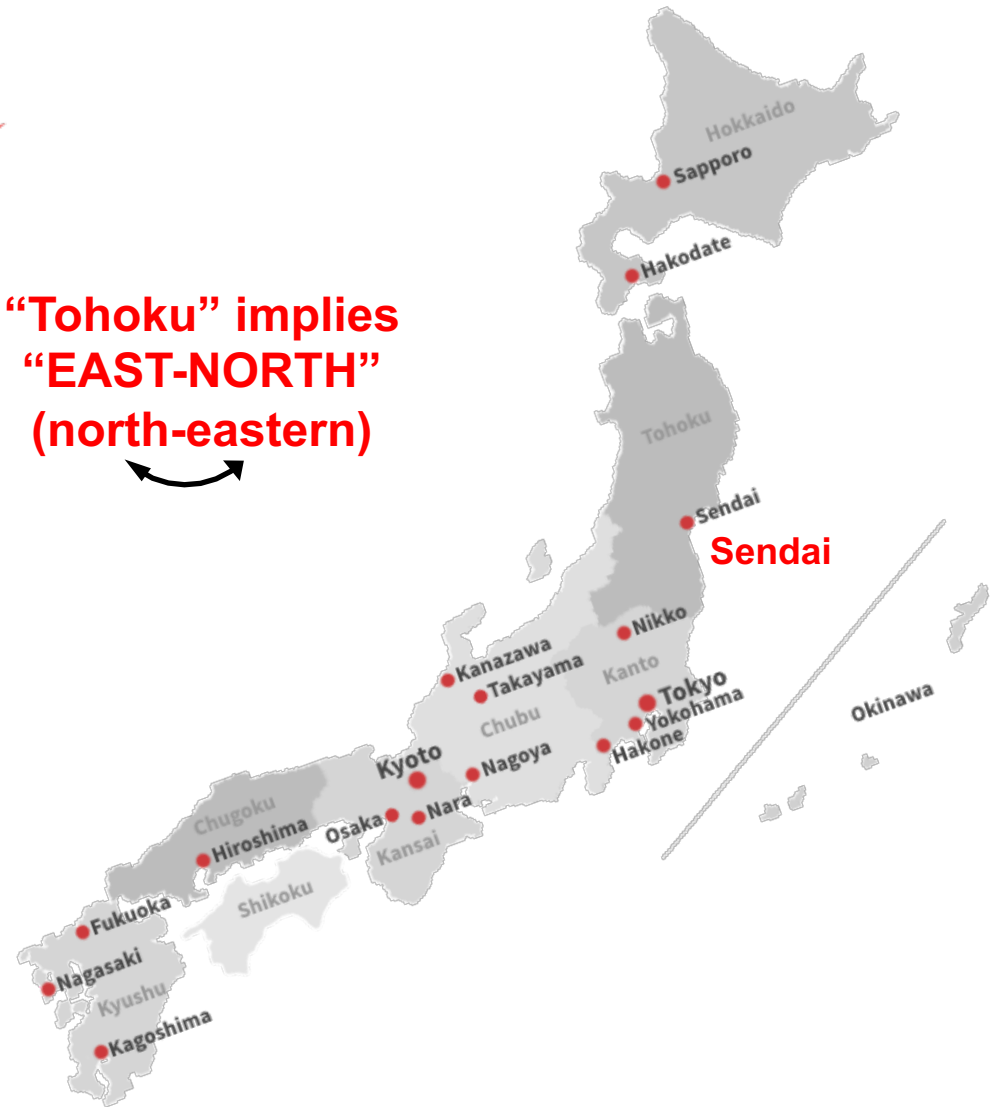 Hokkaido
Sapporo
Hakodate
“Tohoku” implies
“EAST-NORTH”
(north-eastern)
Tohoku
Sendai
Sendai
Nikko
Kanazawa
Takayama
Kanto
Tokyo
Yokohama
Okinawa
Chubu
Hakone
Kyoto
Nagoya
Chugoku
Nara
Osaka
Hiroshima
Kansai
Shikoku
Fukuoka
Nagasaki
Kyushu
Kagoshima